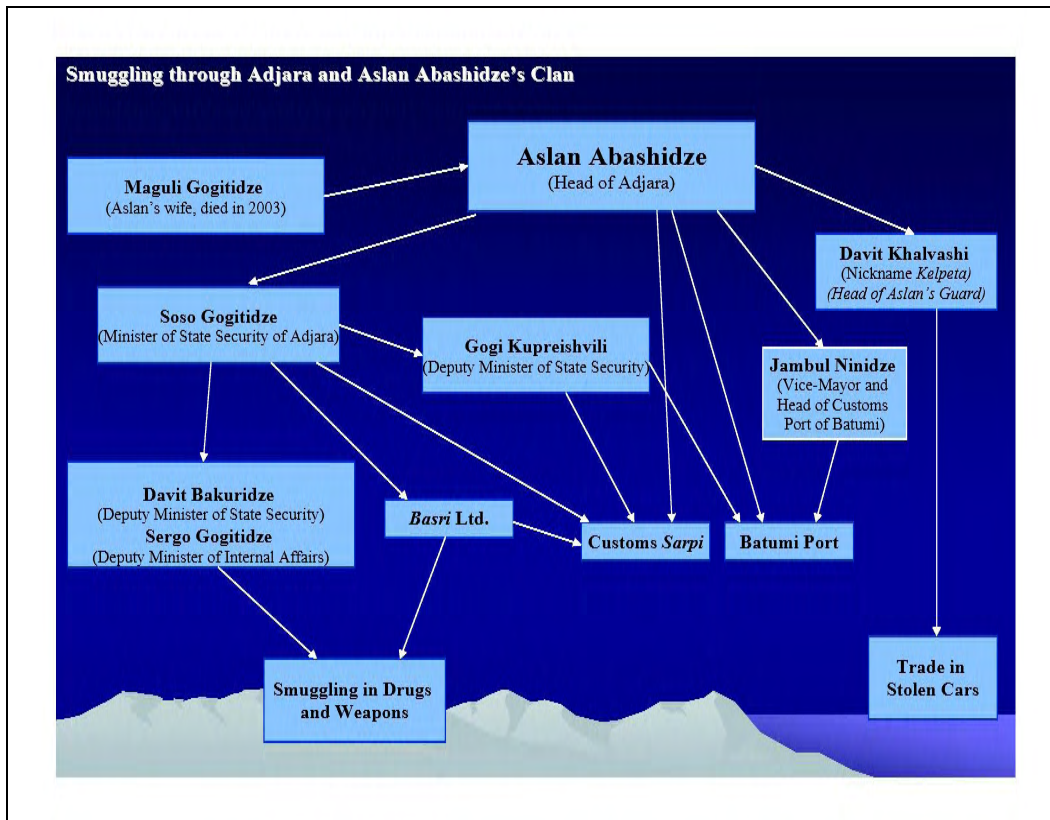 Smuggling through Adjara and Aslan Abashidze's Clan
Aslan Abashidze
(Head of Adjara)
Maguli Gogitidze
(Aslan's wife, died in 2003)
Davit Khalvashi
(Nickname Kelpeta)
(Head of Aslan's Guard)
Soso Gogitidze
(Minister of State Security of Adjara)
Gogi Kupreishvili
(Deputy Minister of State Security)
Jambul Ninidze
(Vice-Mayor and
Head of Customs
Port of Batumi)
Davit Bakuridze
(Deputy Minister of State Security)
Sergo Gogitidze
(Deputy Minister of Internal Affairs)
Basri Ltd.
Customs Sarpi
Batumi Port
Smuggling in Drugs
and Weapons
Trade in
Stolen Cars